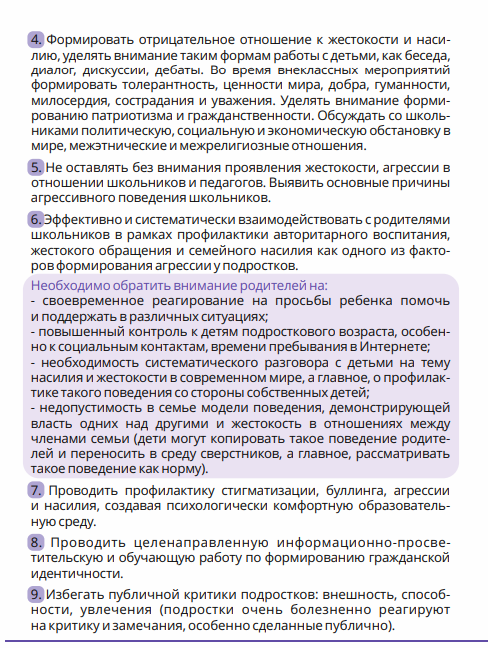 4. Формировать отрицательное отношение к жестокости и наси-
лию, уделять внимание таким формам работы с детьми, как беседа,
диалог, дискуссии, дебаты. Во время внеклассных мероприятий
формировать толерантность, ценности мира, добра, гуманности,
милосердия, сострадания и уважения. Уделять внимание форми-
рованию патриотизма и гражданственности. Обсуждать со школь-
никами политическую, социальную и экономическую обстановку в
мире, межэтнические и межрелигиозные отношения.
5. Не оставлять без внимания проявления жестокости, агрессии в
отношении школьников и педагогов. Выявить основные причины
агрессивного поведения школьников.
6. Эффективно и систематически взаимодействовать с родителями
школьников в рамках профилактики авторитарного воспитания,
жестокого обращения и семейного насилия как одного из факто-
ров формирования агрессии у подростков.
Необходимо обратить внимание родителей на:
- своевременное реагирование на просьбы ребенка помочь
и поддержать в различных ситуациях;
- повышенный контроль к детям подросткового возраста, особен-
но к социальным контактам, времени пребывания в Интернете;
- необходимость систематического разговора с детьми на тему
насилия и жестокости в современном мире, а главное, о профилак-
тике такого поведения со стороны собственных детей;
- недопустимость в семье модели поведения, демонстрирующей
власть одних над другими и жестокость в отношениях между
членами семьи (дети могут копировать такое поведение родите-
лей и переносить в среду сверстников, а главное, рассматривать
такое поведение как норму).
7. Проводить профилактику стигматизации, буллинга, агрессии
и насилия, создавая психологически комфортную образователь-
ную среду.
8. Проводить целенаправленную информационно-просве-
тительскую и обучающую работу по формированию гражданской
идентичности.
9. Избегать публичной критики подростков: внешность, способ-
ности, увлечения (подростки очень болезненно реагируют
на критику и замечания, особенно сделанные публично).